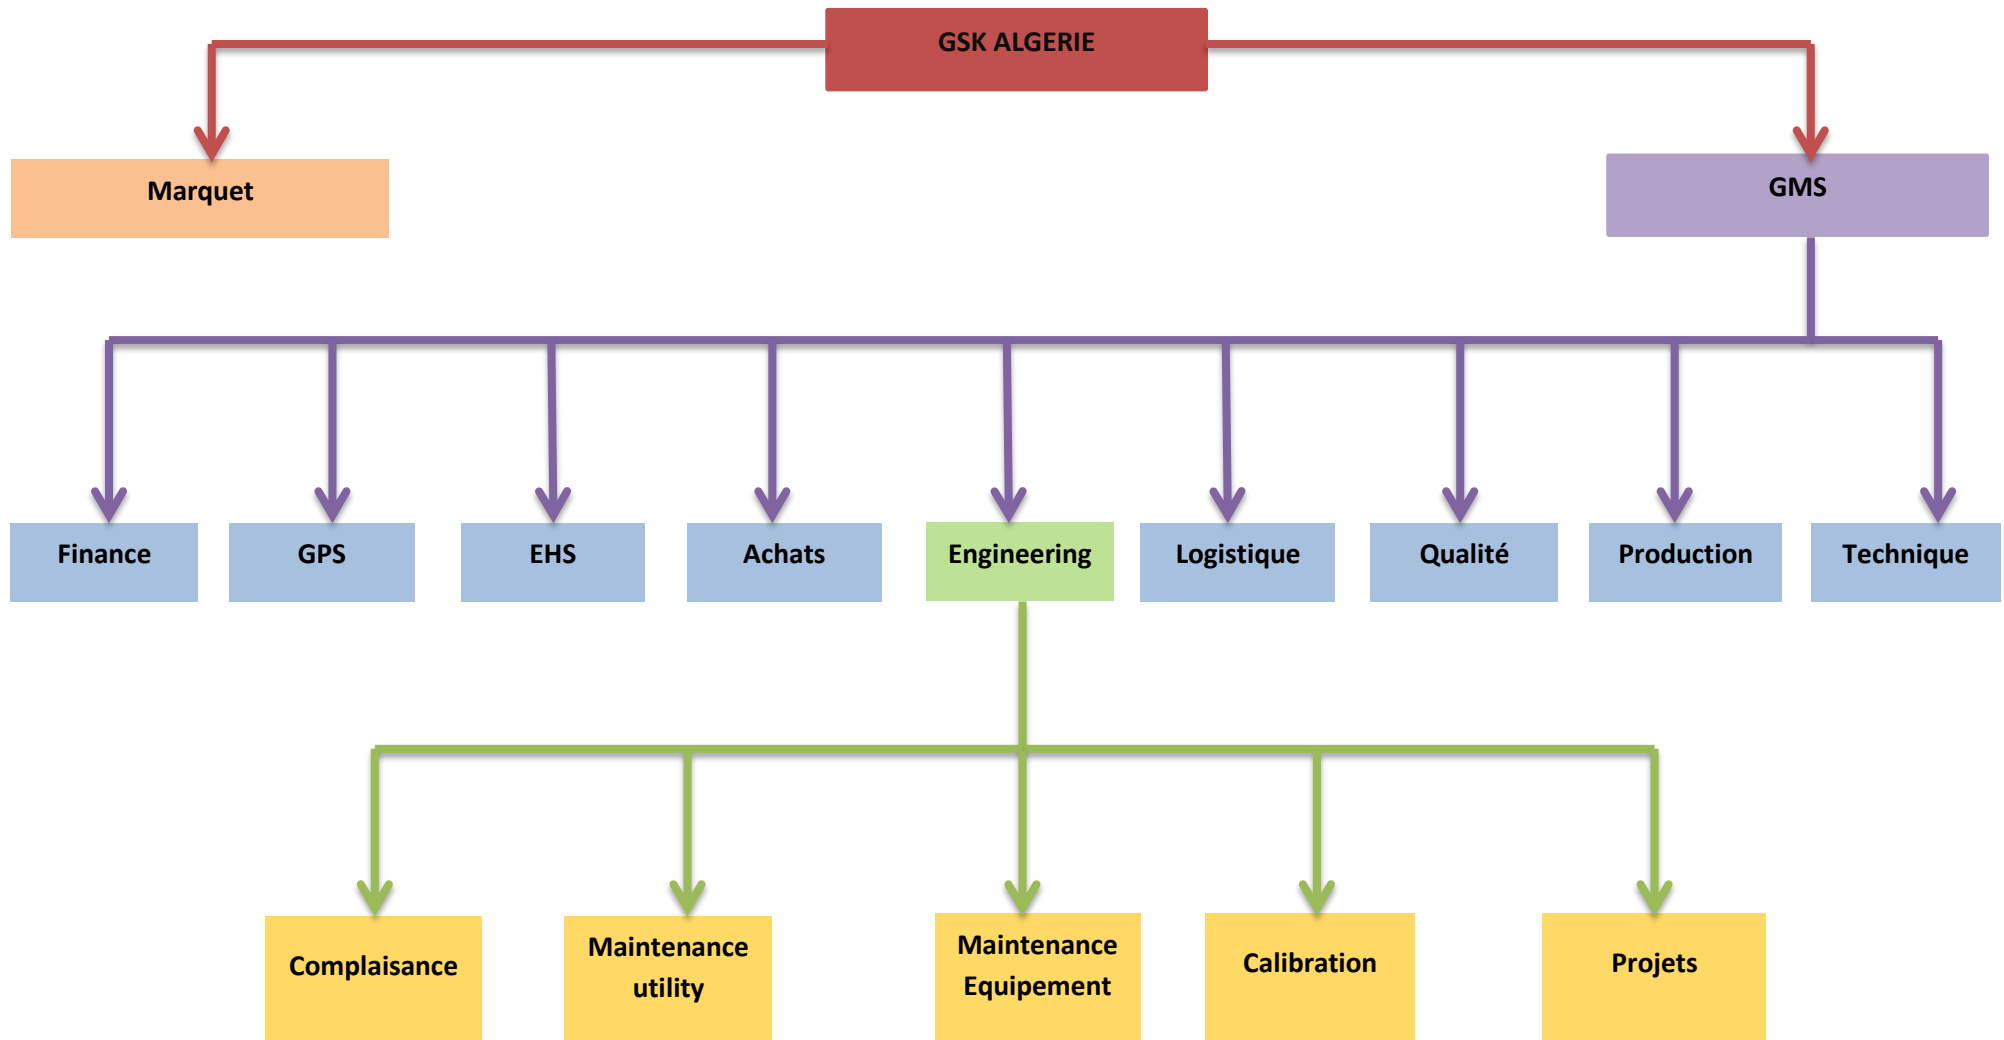 GSK ALGERIE
Marquet
GMS
Finance
GPS
EHS
Achats
Engineering
Logistique
Qualité
Production
Technique
Complaisance
Maintenance
utility
Maintenance
Equipement
Calibration
Projets